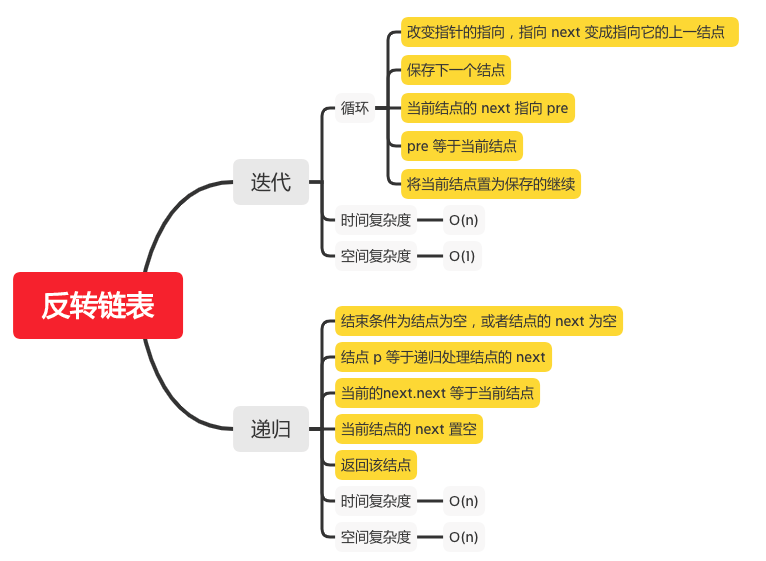 反转链表
迭代
循环
改变指针的指向，指向 next 变成指向它的上一结点
保存下一个结点
当前结点的 next 指向 pre
pre 等于当前结点
将当前结点置为保存的继续
时间复杂度
O(n)
空间复杂度
O(1)
递归
结束条件为结点为空，或者结点的 next 为空
结点 p 等于递归处理结点的 next
当前的next.next 等于当前结点
当前结点的 next 置空
返回该结点
时间复杂度
O(n)
空间复杂度
O(n)